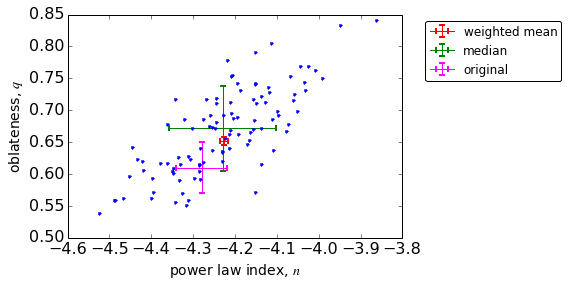 0.85
0.80
0.75
0.70
0.65
0.60
0.55
0.50
oblateness, q
−4.6 −4.5 −4.4 −4.3 −4.2 −4.1 −4.0 −3.9 −3.8
power law index, n
weighted mean
median
original